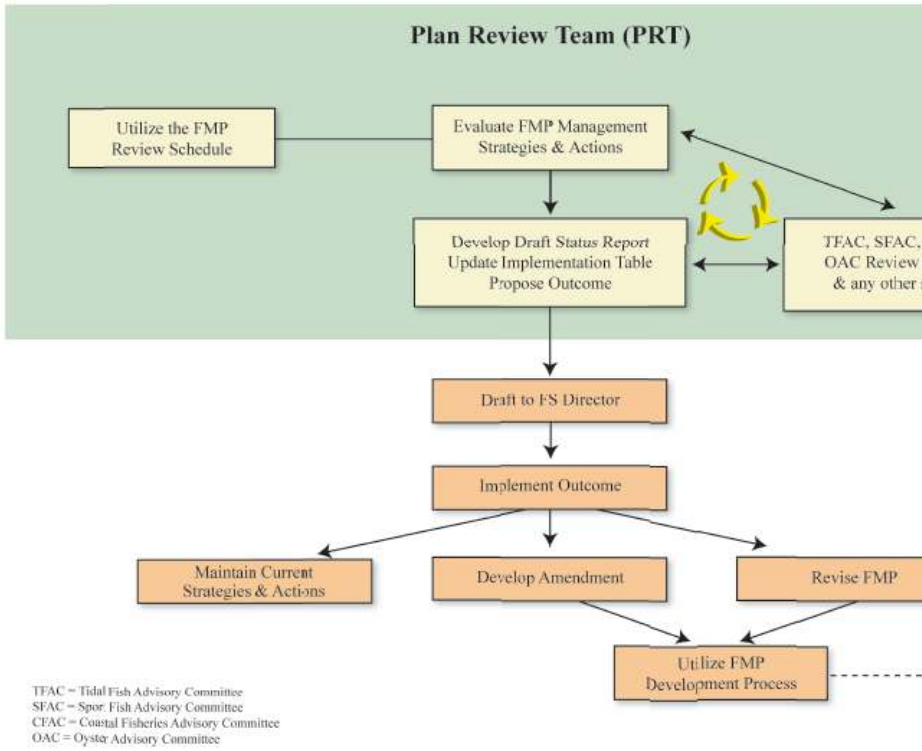 Plan Review Team (PRT)
Utilize the FMP
Review Schedule
Evaluate FMP Management
Strategies & Actions
Develop Draft Status Report
Update Implementation Table
Propose Outcome
TFAC, SFAC,
OAC Review
& any other
Draft to FS Director
Implement Outcome
Maintain Current
Strategies & Actions
Develop Amendment
Revise FMP
Utilize FMP
Development Process
TFAC = Tidal Fish Advisory Committee
SFAC = Sport Fish Advisory Committee
CFAC = Coastal Fisheries Advisory Committee
OAC = Oyster Advisory Committee